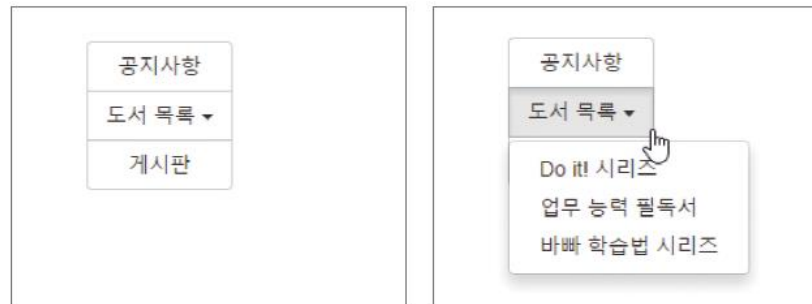 공지사항
도서 목록
게시판
공지사항
도서 목록
Do it! 시리즈
업무 능력 필독서
바빠 학습법 시리즈